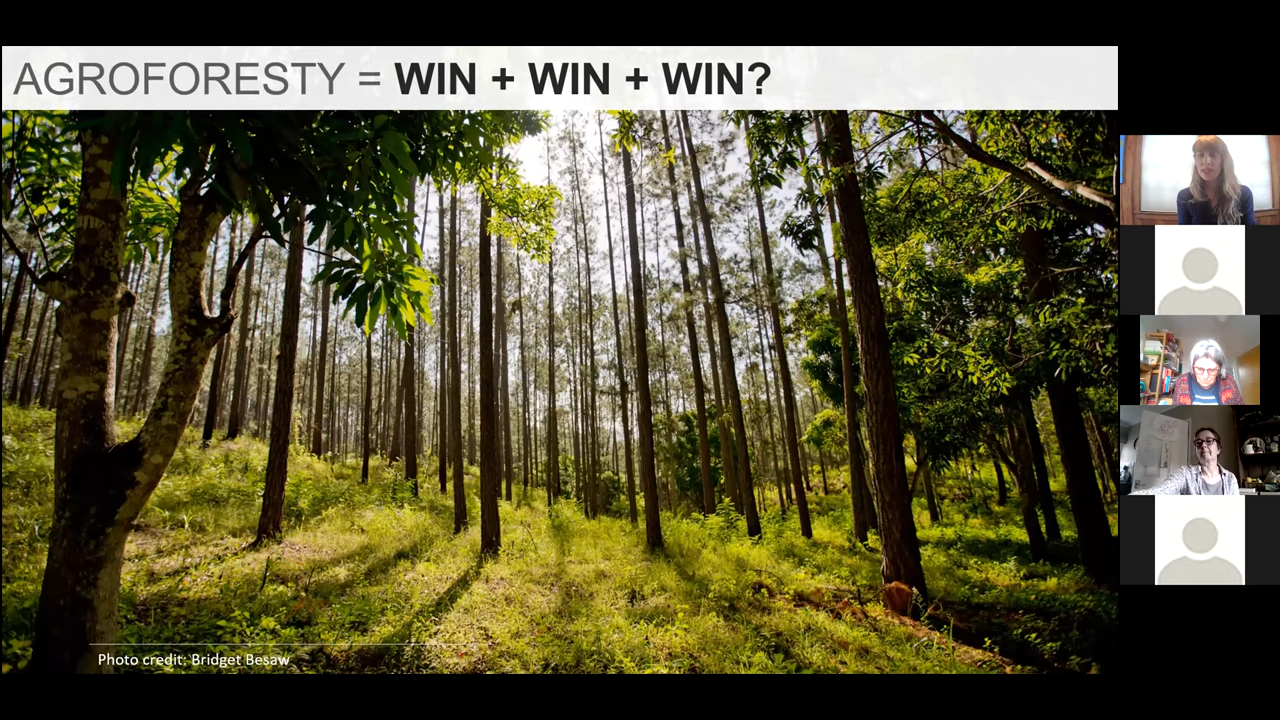 AGROFORESTY = WIN + WIN + WIN?
Photo credit: Bridget Besaw